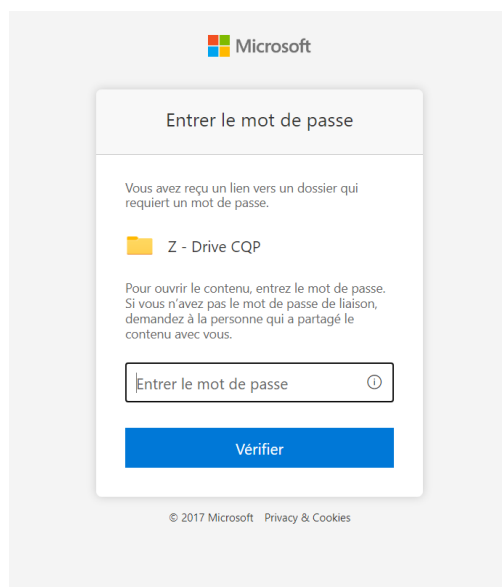 Microsoft
Entrer le mot de passe
Vous avez reçu un lien vers un dossier qui
requiert un mot de passe.
Z - Drive CQP
Pour ouvrir le contenu, entrez le mot de passe.
Si vous n'avez pas le mot de passe de liaison,
demandez à la personne qui a partagé le
contenu avec vous.
Entrer le mot de passe
Vérifier
© 2017 Microsoft Privacy & Cookies